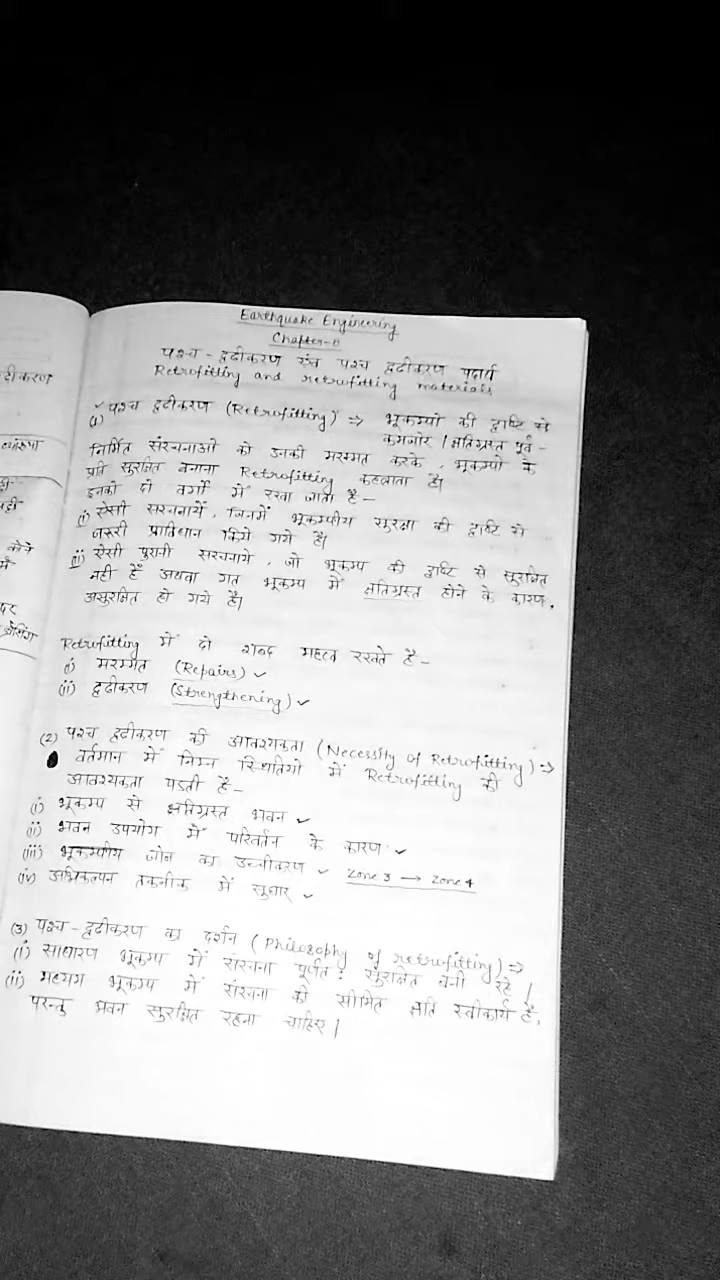 Earthquake Engineering
Chapter-8
पश्च - दृढीकरण एवं पश्च दृढीकरण पदार्थ
Retrofitting and retrofitting materials
(1) पश्च दृढीकरण (Retrofitting) ⇒ भूकम्पों की दृष्टि से
कमजोर / क्षतिग्रस्त पूर्व -
निर्मित संरचनाओं को उनकी मरम्मत करके , भूकम्पो के
प्रति सुरक्षित बनाना Retrofitting कहलाता है।
इनको दो वर्गों में रखा जाता है -
(i) ऐसी सरचनायें , जिनमें भूकम्पीय सुरक्षा की दृष्टि से
जरूरी प्राविधान किये गये हैं।
(ii) ऐसी पुरानी सरचनाये , जो भूकम्प की दृष्टि से सुरक्षित
नही हैं अथवा गत भूकम्प में क्षतिग्रस्त होने के कारण ,
असुरक्षित हो गये है।
Retrofitting में दो शब्द महत्व रखते है -
(i) मरम्मत (Repairs) ✓
(ii) दृढीकरण (Strengthening) ✓
(2) पश्च दृढीकरण की आवश्यकता (Necessity of Retrofitting) ⇒
वर्तमान में निम्न स्थितियो में Retrofitting की
आवश्यकता पडती है -
(i) भूकम्प से क्षतिग्रस्त भवन ✓
(ii) भवन उपयोग में परिवर्तन के कारण ✓
(iii) भूकम्पीय जोन का उच्चीकरण ✓ Zone 3 → Zone 4
(iv) अभिकल्पन तकनीक में सुधार ✓
(3) पश्च - दृढीकरण का दर्शन (Philosophy of retrofitting) ⇒
(i) साधारण भूकम्प में संरचना पूर्णत : सुरक्षित बनी रहे |
(ii) मध्यम भूकम्प में संरचना की सीमित क्षति स्वीकार्य है ,
परन्तु भवन सुरक्षित रहना चाहिए |
दीकरण